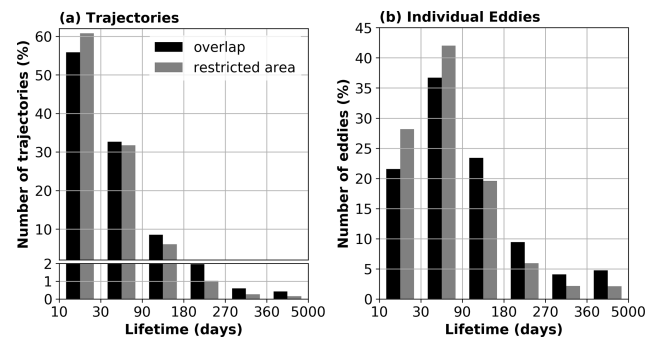 (a) Trajectories
60
50
40
30
20
10
2
1
0
10 30 90 180 270 360 5000
Lifetime (days)
Number of trajectories (%)
overlap
restricted area
(b) Individual Eddies
45
40
35
30
25
20
15
10
5
0
10 30 90 180 270 360 5000
Lifetime (days)
Number of eddies (%)